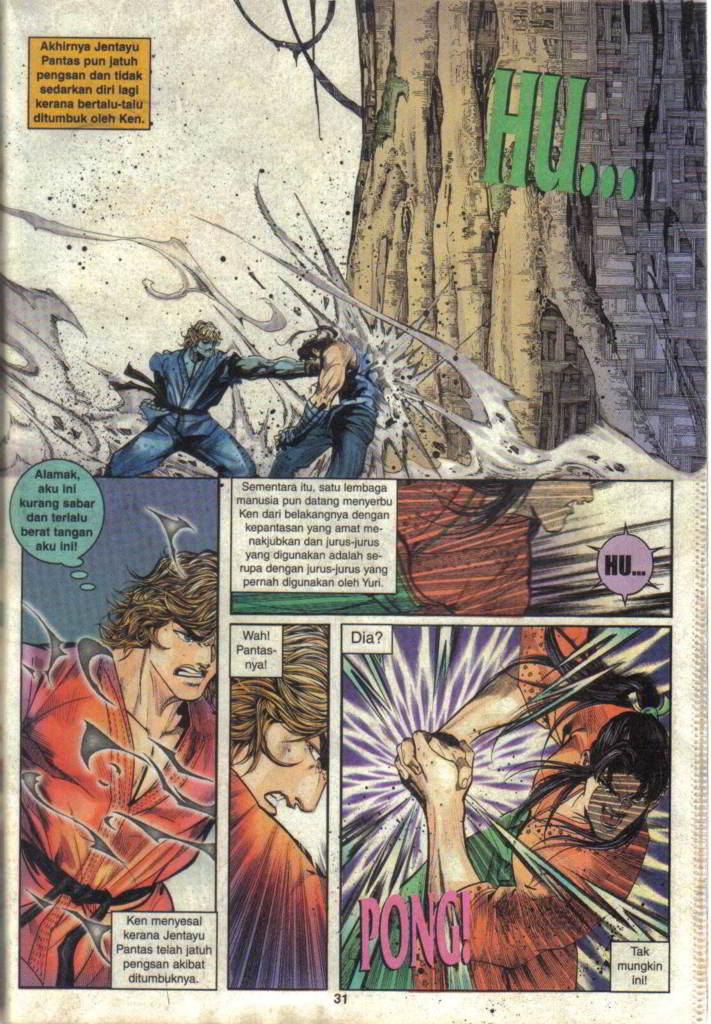 Akhirnya Jentayu
Pantas pun jatuh
pengsan dan tidak
sedarkan diri lagi
kerana bertalu-talu
ditumbuk oleh Ken.
HU...
Alamak,
aku ini
kurang sabar
dan terlalu
berat tangan
aku ini!
Sementara itu, satu lembaga
manusia pun datang menyerbu
Ken dari belakangnya dengan
kepantasan yang amat me-
nakjubkan dan jurus-jurus
yang digunakan adalah se-
rupa dengan jurus-jurus yang
pernah digunakan oleh Yuri.
HU...
Ken menyesal
kerana Jentayu
Pantas telah jatuh
pengsan akibat
ditumbuknya.
Wah!
Pantas-
nya!
Dia?
PONG!
Tak
mungkin
ini!
31